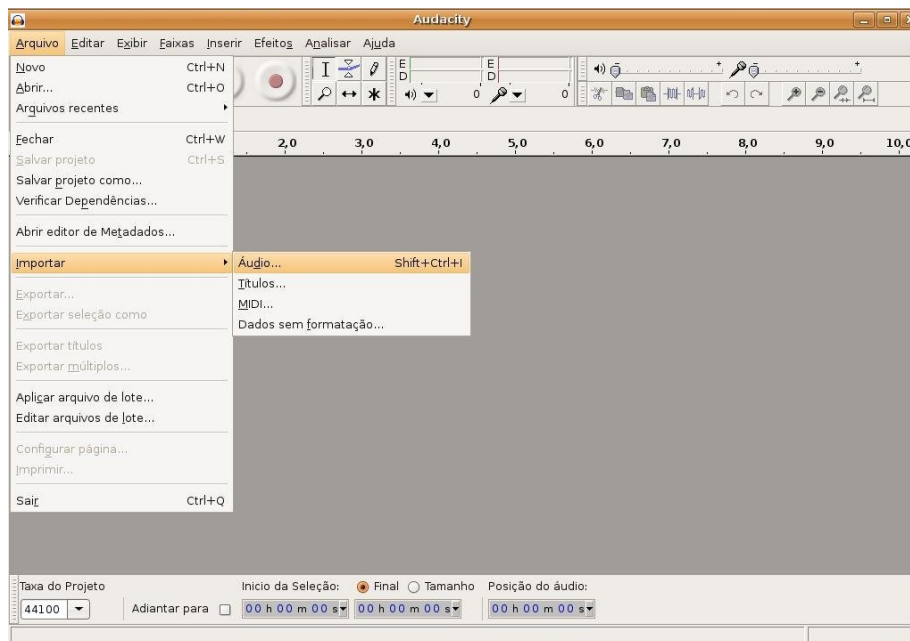 Audacity
Arquivo Editar Exibir Faixas Inserir Efeitos Analisar Ajuda
Novo Ctrl+N
Abrir... Ctrl+O
Arquivos recentes
Fechar Ctrl+W
Salvar projeto Ctrl+S
Salvar projeto como...
Verificar Dependências...
Abrir editor de Metadados...
Importar
Exportar...
Exportar seleção como
Exportar títulos
Exportar múltiplos...
Aplicar arquivo de lote...
Editar arquivos de lote...
Configurar página...
Imprimir...
Sair Ctrl+Q
Áudio... Shift+Ctrl+I
Títulos...
MIDI...
Dados sem formatação...
E
D
0
E
D
0
2,0 3,0 4,0 5,0 6,0 7,0 8,0 9,0 10,0
Taxa do Projeto Inicio da Seleção: Final Tamanho Posição do áudio:
44100 Adiantar para 00 h 00 m 00 s 00 h 00 m 00 s 00 h 00 m 00 s